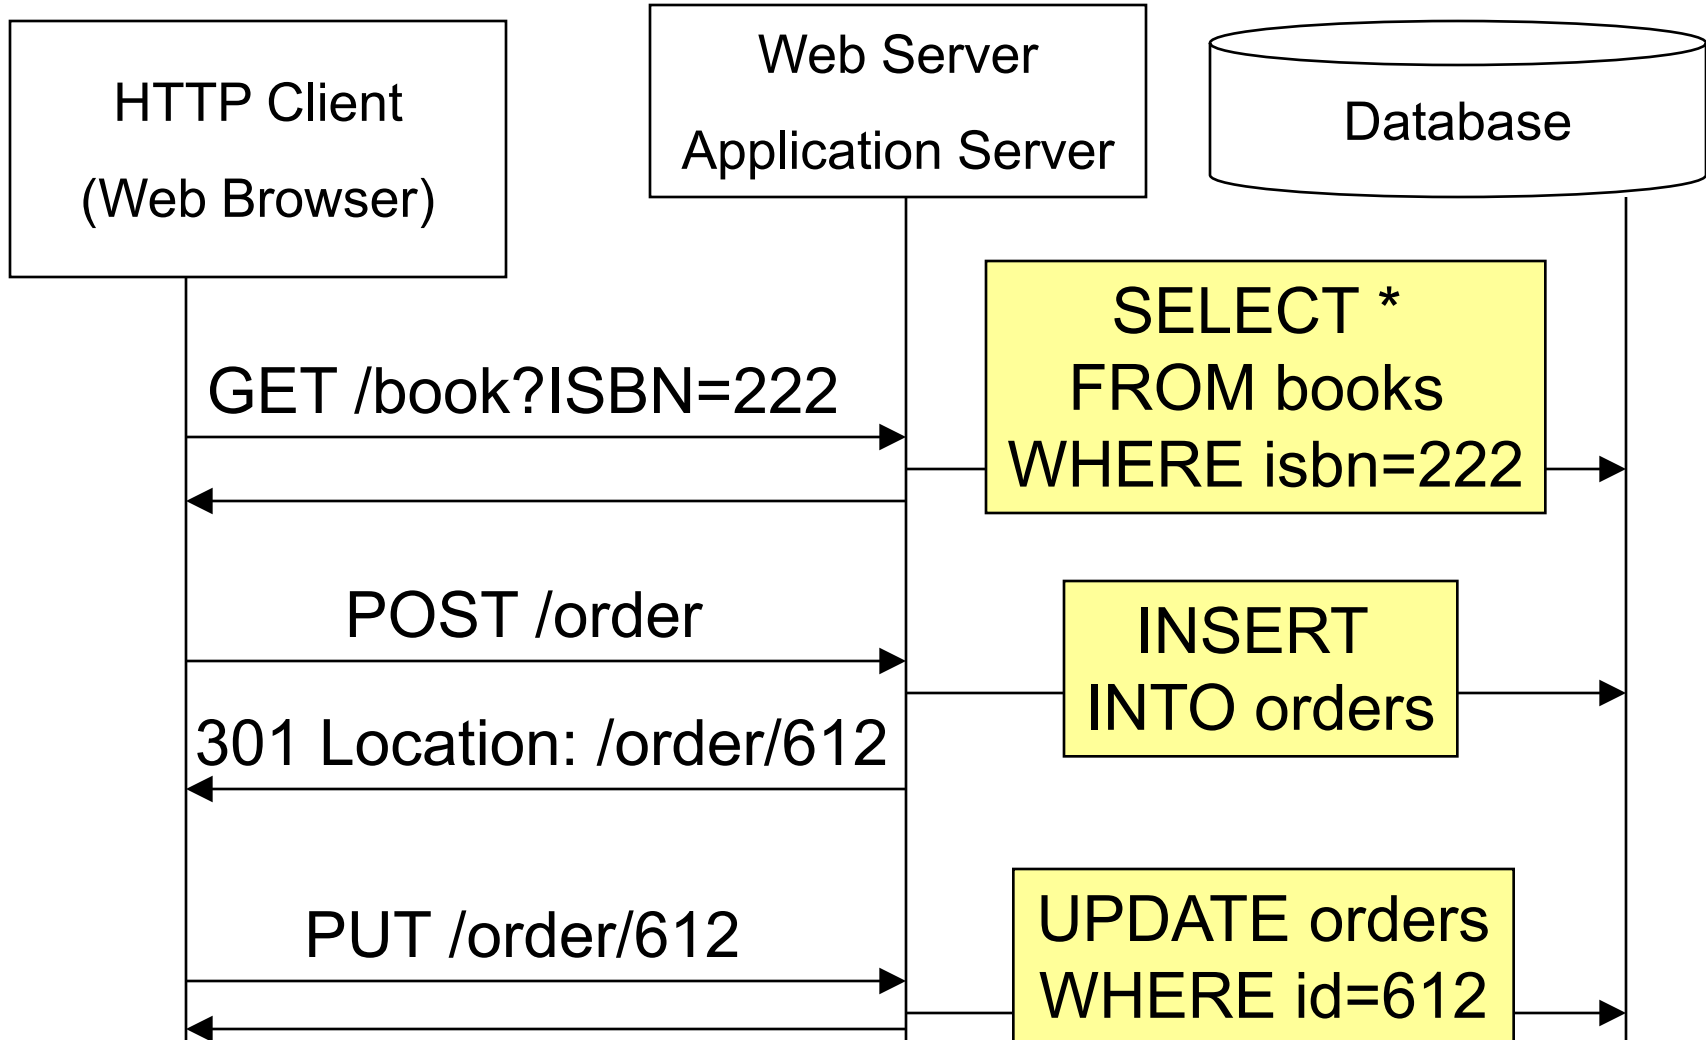 HTTP Client
(Web Browser)
Web Server
Application Server
Database
GET /book?ISBN=222
SELECT *
FROM books
WHERE isbn=222
POST /order
INSERT
INTO orders
301 Location: /order/612
PUT /order/612
UPDATE orders
WHERE id=612